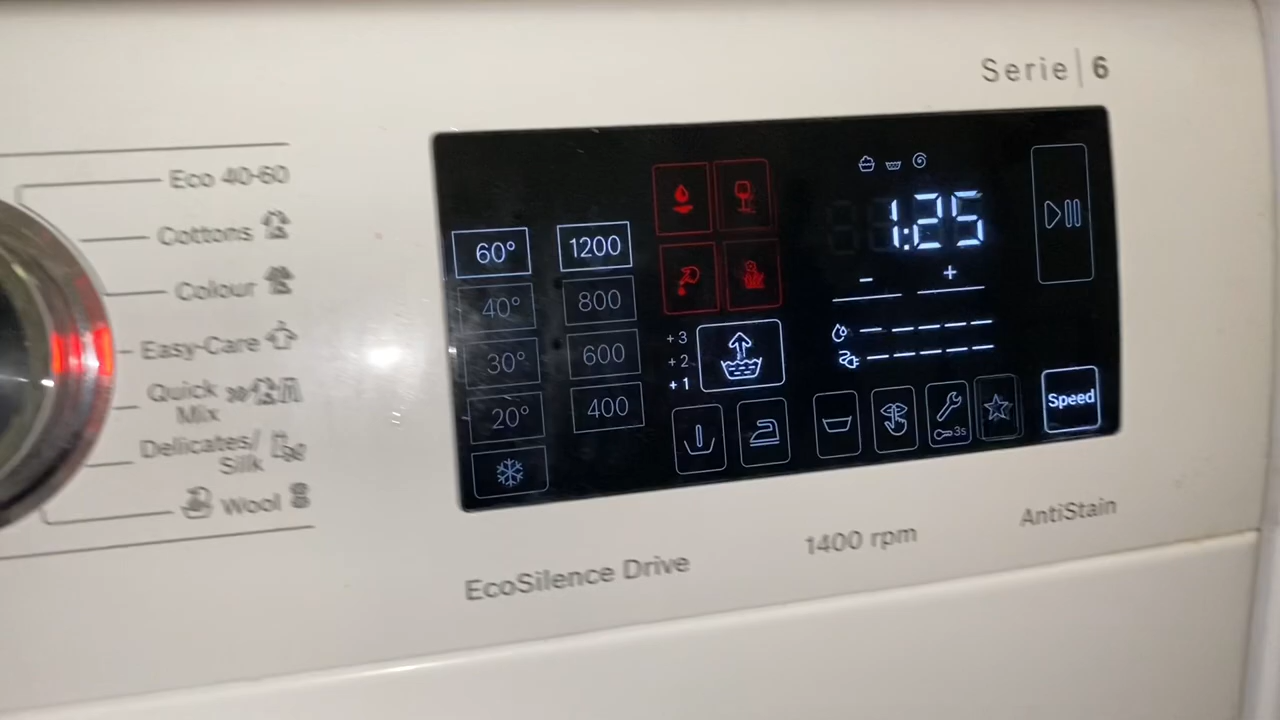 Serie | 6
Eco 40-60
Cottons
Colour
Easy-Care
Quick
Mix
Delicates/
Silk
Wool
60°
40°
30°
20°
1200
800
600
400
+3
+2
+1
1:25
- +
3s
Speed
EcoSilence Drive
1400 rpm
AntiStain